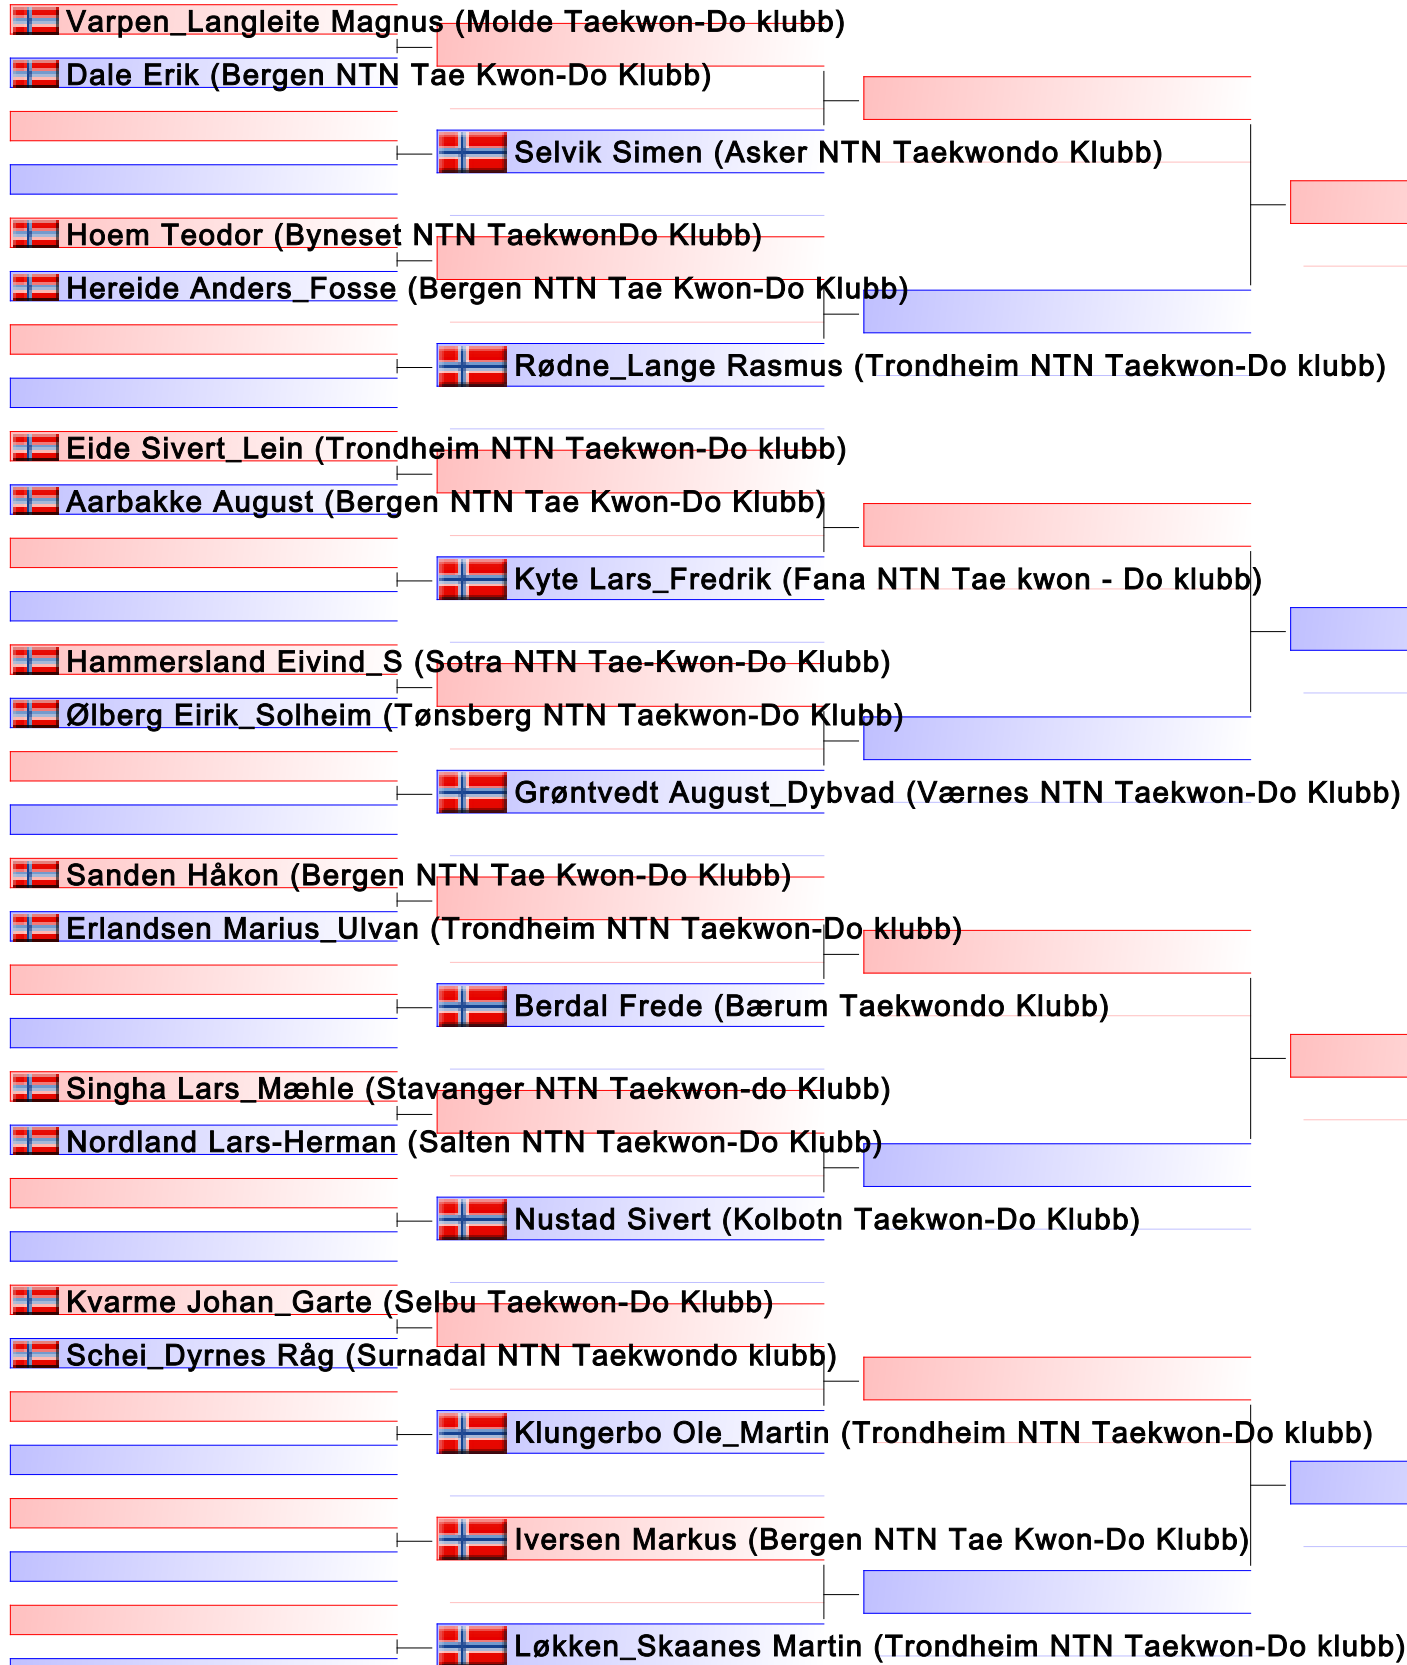 Varpen_Langleite Magnus (Molde Taekwon-Do klubb)
Dale Erik (Bergen NTN Tae Kwon-Do Klubb)
Selvik Simen (Asker NTN Taekwondo Klubb)
Hoem Teodor (Byneset NTN TaekwonDo Klubb)
Hereide Anders_Fosse (Bergen NTN Tae Kwon-Do Klubb)
Rødne_Lange Rasmus (Trondheim NTN Taekwon-Do klubb)
Eide Sivert_Lein (Trondheim NTN Taekwon-Do klubb)
Aarbakke August (Bergen NTN Tae Kwon-Do Klubb)
Kyte Lars_Fredrik (Fana NTN Tae kwon - Do klubb)
Hammersland Eivind_S (Sotra NTN Tae-Kwon-Do Klubb)
Ølberg Eirik_Solheim (Tønsberg NTN Taekwon-Do Klubb)
Grøntvedt August_Dybvad (Værnes NTN Taekwon-Do Klubb)
Sanden Håkon (Bergen NTN Tae Kwon-Do Klubb)
Erlandsen Marius_Ulvan (Trondheim NTN Taekwon-Do klubb)
Berdal Frede (Bærum Taekwondo Klubb)
Singha Lars_Mæhle (Stavanger NTN Taekwon-do Klubb)
Nordland Lars-Herman (Salten NTN Taekwon-Do Klubb)
Nustad Sivert (Kolbotn Taekwon-Do Klubb)
Kvarme Johan_Garte (Selbu Taekwon-Do Klubb)
Schei_Dyrnes Råg (Surnadal NTN Taekwondo klubb)
Klungerbo Ole_Martin (Trondheim NTN Taekwon-Do klubb)
Iversen Markus (Bergen NTN Tae Kwon-Do Klubb)
Løkken_Skaanes Martin (Trondheim NTN Taekwon-Do klubb)